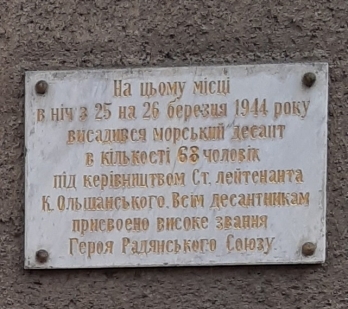 На цьому місці
в ніч з 25 на 26 березня 1944 року
висадився морський десант
в кількості 68 чоловік
під керівництвом Ст. лейтенанта
К. Ольшанського. Всім десантникам
присвоено високе звання
Героя Радянського Союзу.